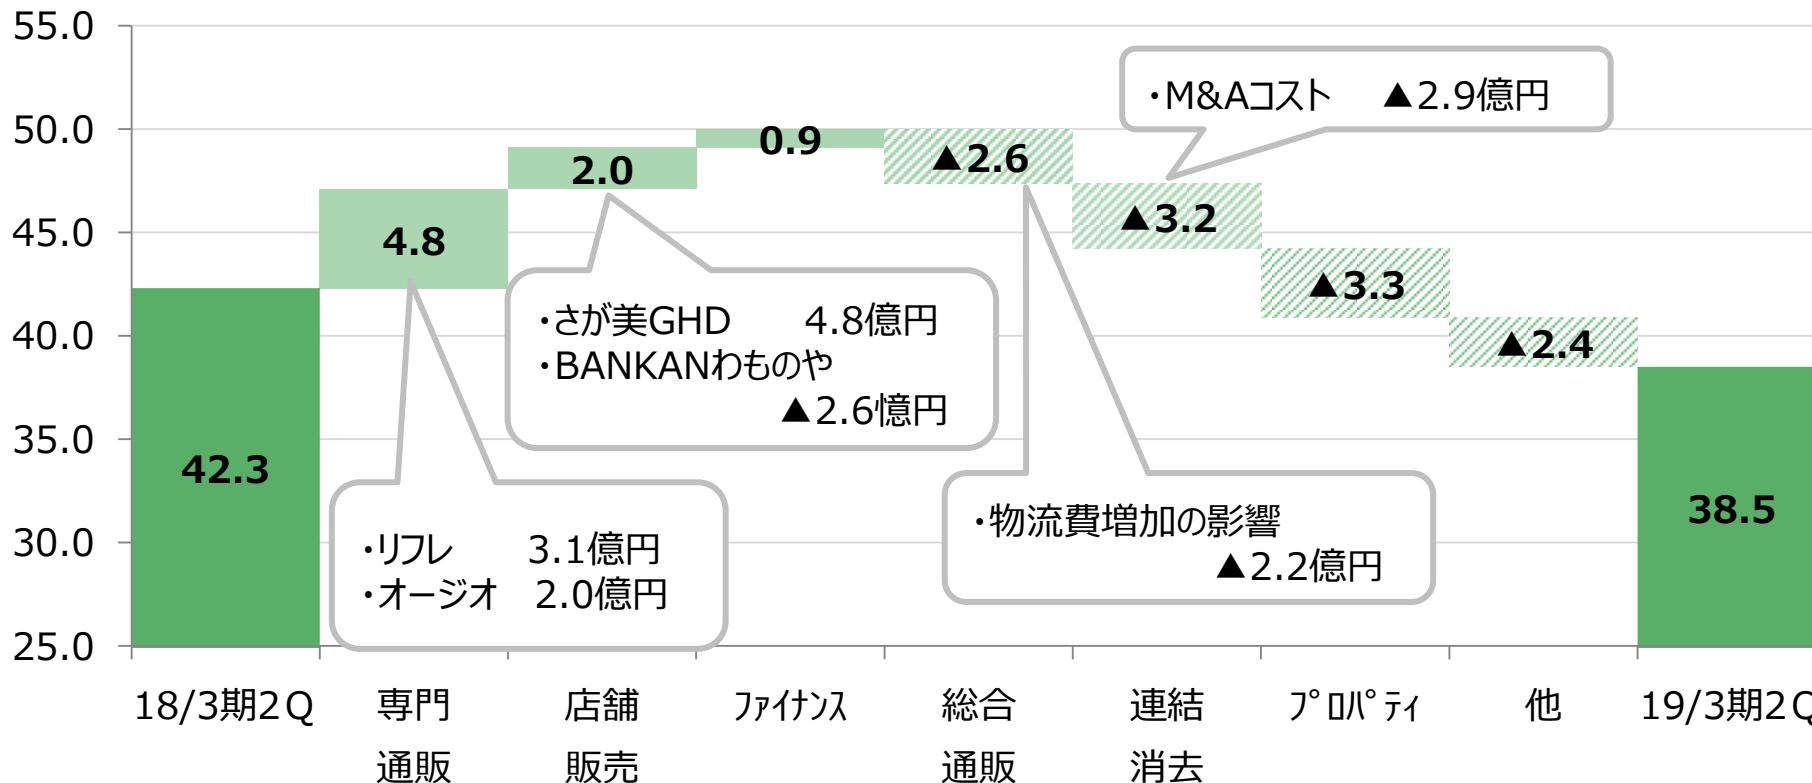 55.0
50.0
45.0
40.0
35.0
30.0
25.0
42.3
4.8
2.0
0.9
▲2.6
▲3.2
▲3.3
▲2.4
38.5
・M&Aコスト ▲2.9億円
・さが美GHD 4.8億円
・BANKANわものや
▲2.6憶円
・リフレ 3.1億円
・オージオ 2.0億円
・物流費増加の影響
▲2.2億円
18/3期2Q
専門
通販
店舗
販売
ファイナンス
総合
通販
連結
消去
プロパティ
他
19/3期2Q